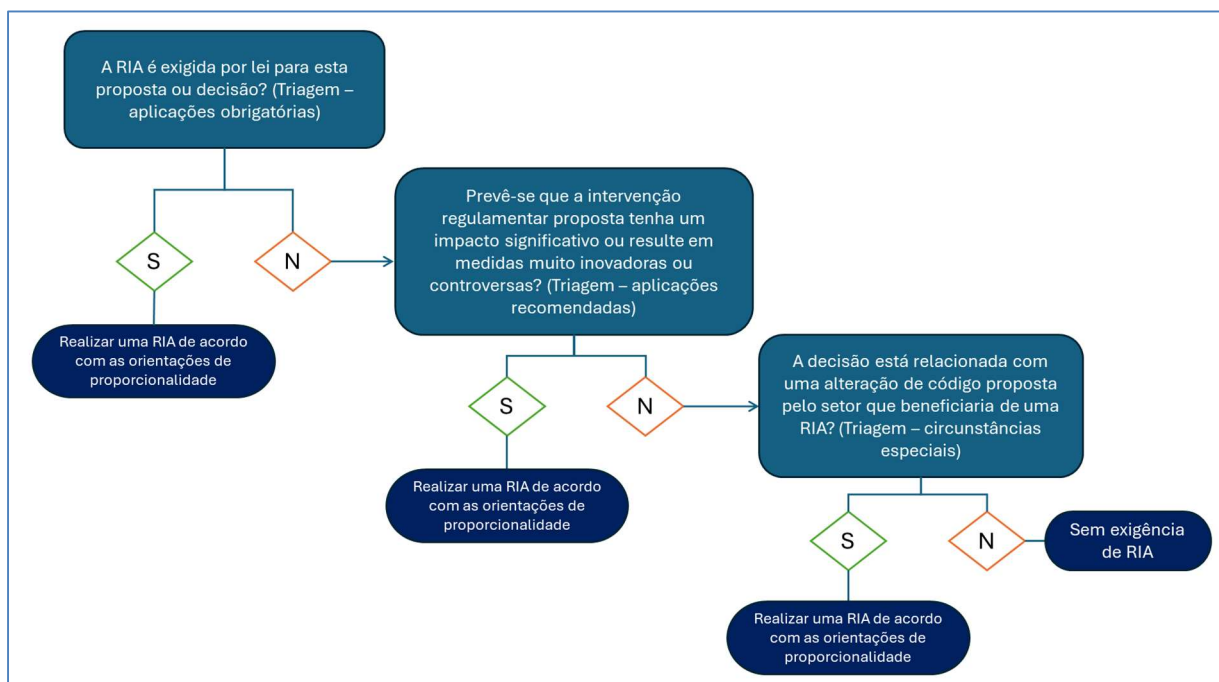 A RIA é exigida por lei para esta
proposta ou decisão? (Triagem –
aplicações obrigatórias)
S
N
Realizar uma RIA de acordo
com as orientações de
proporcionalidade
Prevê-se que a intervenção
regulamentar proposta tenha um
impacto significativo ou resulte em
medidas muito inovadoras ou
controversas? (Triagem – aplicações
recomendadas)
S
N
Realizar uma RIA de acordo
com as orientações de
proporcionalidade
A decisão está relacionada com
uma alteração de código proposta
pelo setor que beneficiaria de uma
RIA? (Triagem – circunstâncias
especiais)
S
N
Sem exigência
de RIA
Realizar uma RIA de acordo
com as orientações de
proporcionalidade